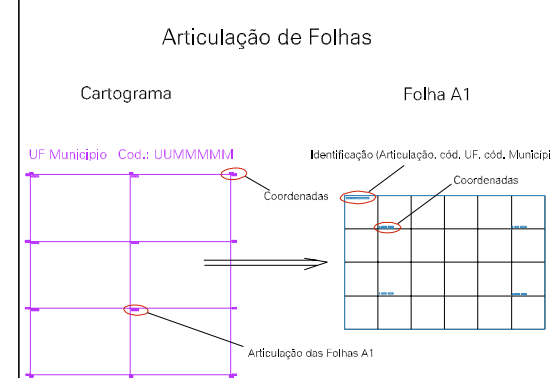 Articulação de Folhas
Cartograma
Folha A1
UF Município Cod.: UUMMMMM
Identificação (Articulação, cód. UF, cód. Municípi
Coordenadas
Coordenadas
Articulação das Folhas A1